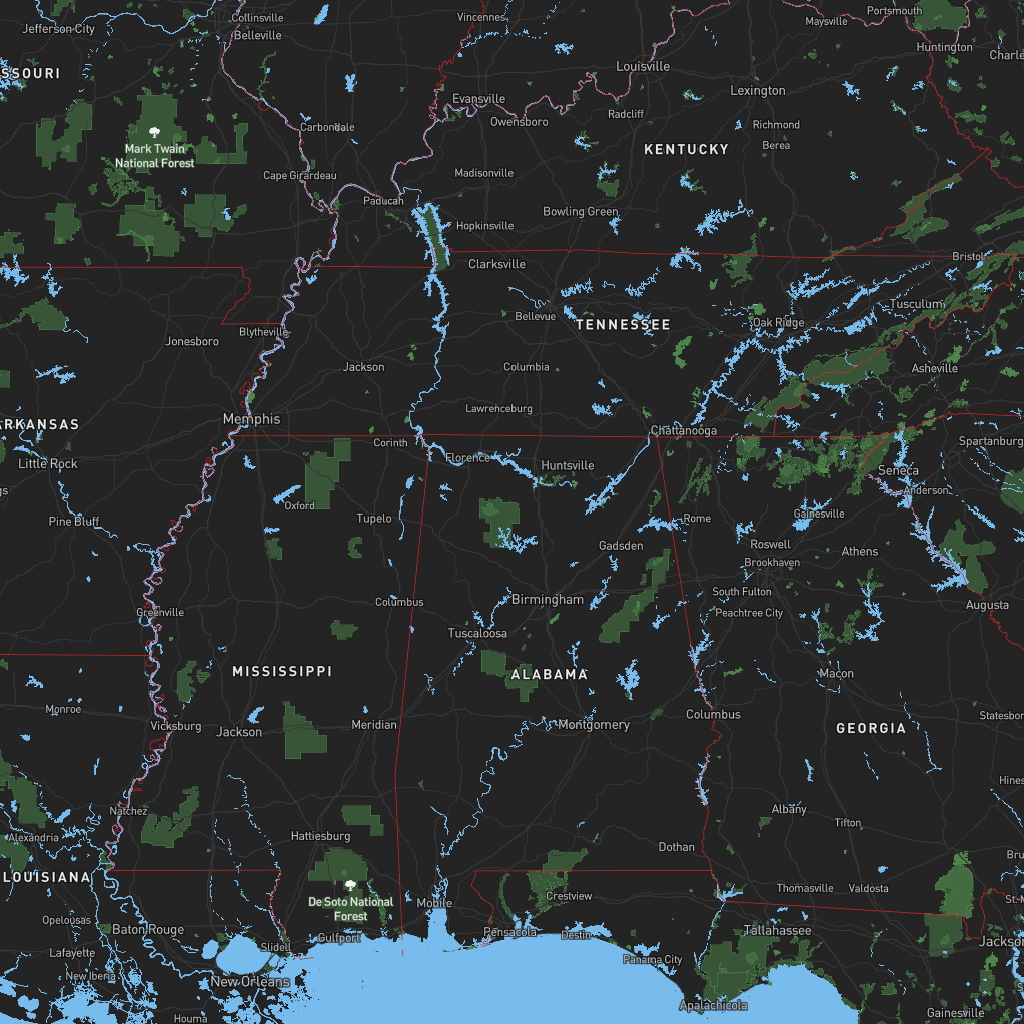 Collinsville
Vincennes
Maysville
Portsmouth
Jefferson City
Belleville
Huntington
Charle
SSOURI
Louisville
Lexington
Evansville
Owensboro
Radcliff
Carbondale
Richmond
Berea
Mark Twain
National Forest
KENTUCKY
Cape Girardeau
Madisonville
Paducah
Bowling Green
Hopkinsville
Clarksville
Bristol
Tusculum
Bellevue
TENNESSEE
Oak Ridge
Blytheville
Jonesboro
Jackson
Columbia
Asheville
Lawrenceburg
Memphis
ARKANSAS
Chattanooga
Corinth
Spartanburg
Little Rock
Florence
Huntsville
Seneca
gs
Anderson
Oxford
Pine Bluff
Tupelo
Rome
Gainesville
Gadsden
Roswell
Athens
Brookhaven
South Fulton
Columbus
Birmingham
Augusta
Greenville
Peachtree City
Tuscaloosa
MISSISSIPPI
ALABAMA
Macon
Monroe
Columbus
Statesbor
Vicksburg
Jackson
Meridian
Montgomery
GEORGIA
Hines
Natchez
Albany
Tifton
Alexandria
Hattiesburg
Dothan
Bru
LOUISIANA
Thomasville
Valdosta
De Soto National
Forest
Crestview
St. M
Mobile
Opelousas
Baton Rouge
Pensacola
Destin
Tallahassee
Gulfport
Slidell
Jackson
Lafayette
Panama City
New Iberia
New Orleans
S
Apalachicola
Houma
Gainesville